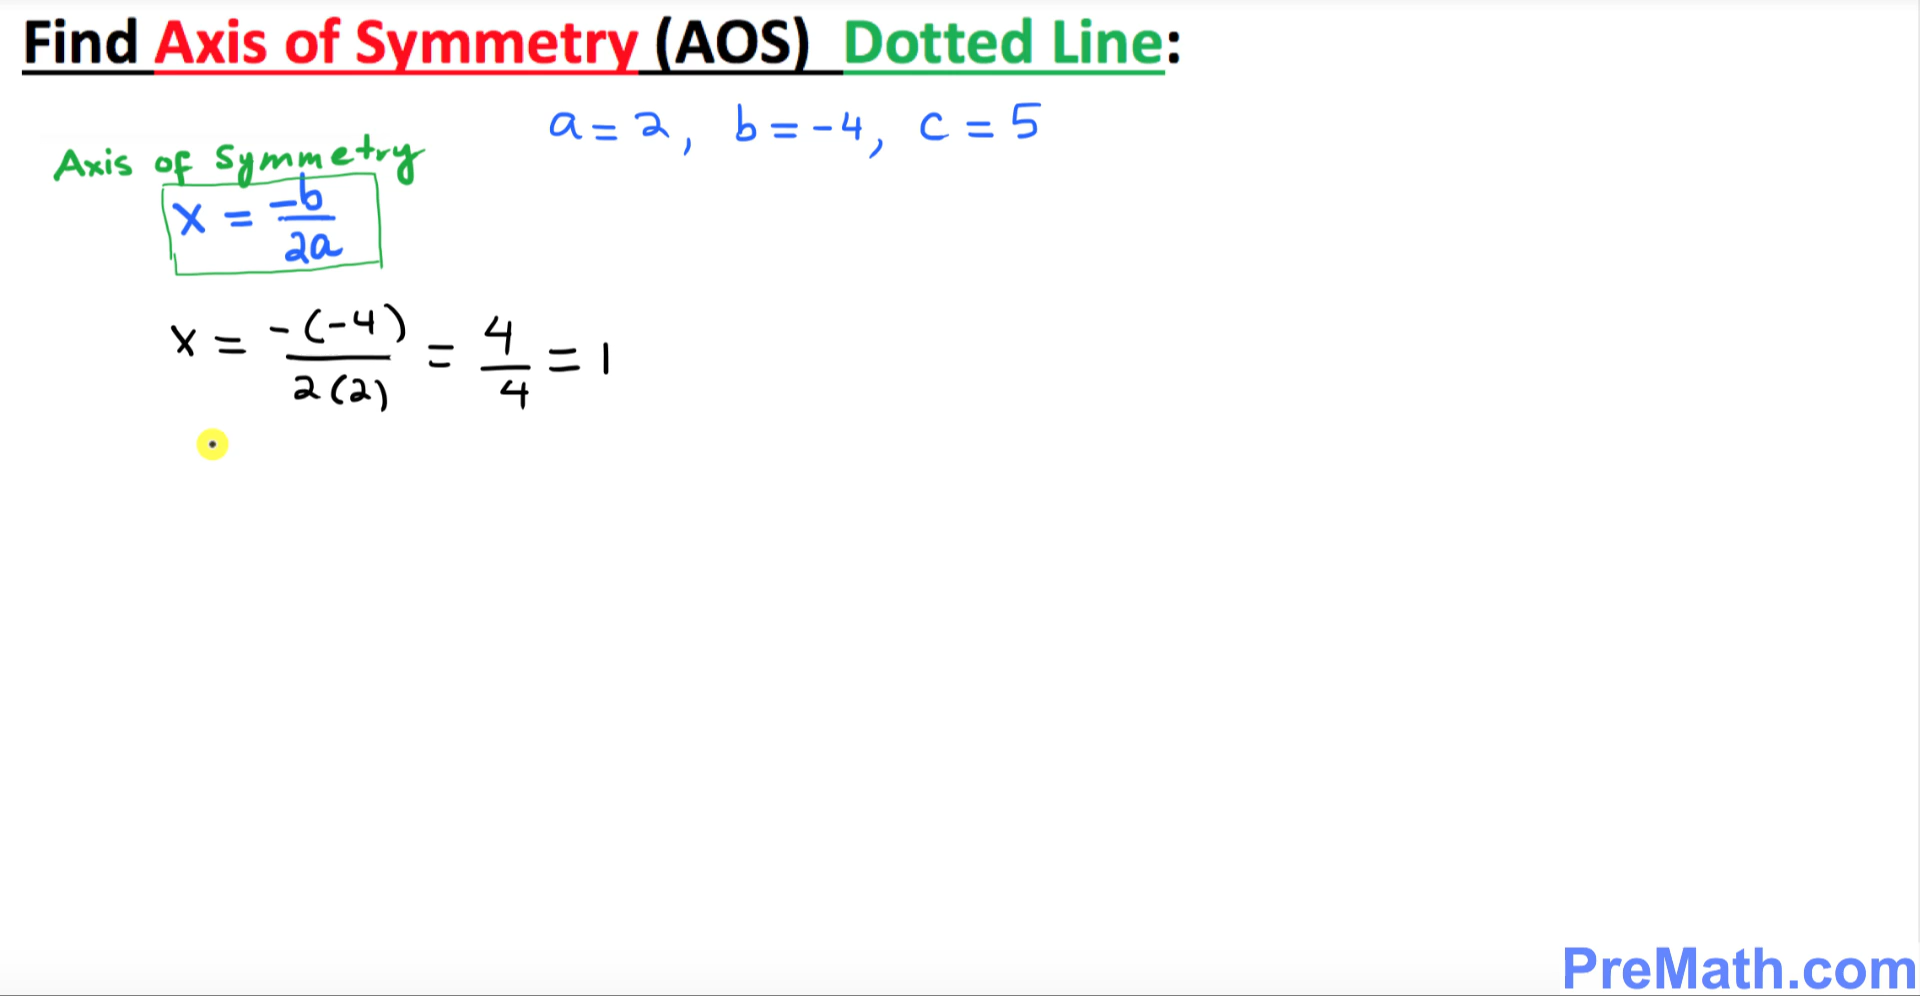 Find Axis of Symmetry (AOS) Dotted Line:
a = 2, b = -4, c = 5
Axis of Symmetry
x = -b/2a
x = -(-4)/2(2) = 4/4 = 1
PreMath.com